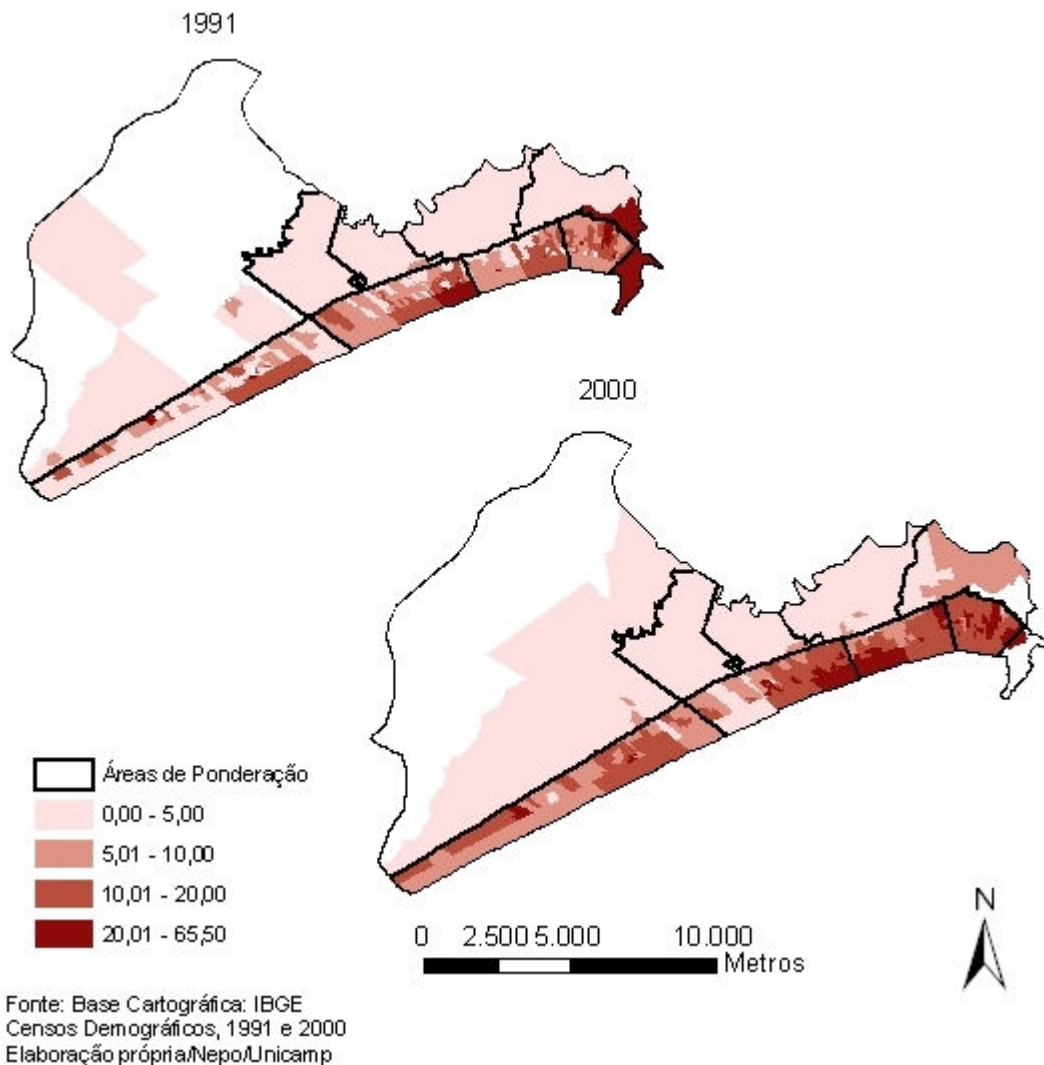 1991
2000
Áreas de Ponderação
0,00 - 5,00
5,01 - 10,00
10,01 - 20,00
20,01 - 65,50
0 2.500 5.000 10.000
Metros
N
Fonte: Base Cartográfica: IBGE
Censos Demográficos, 1991 e 2000
Elaboração própria/Nepo/Unicamp